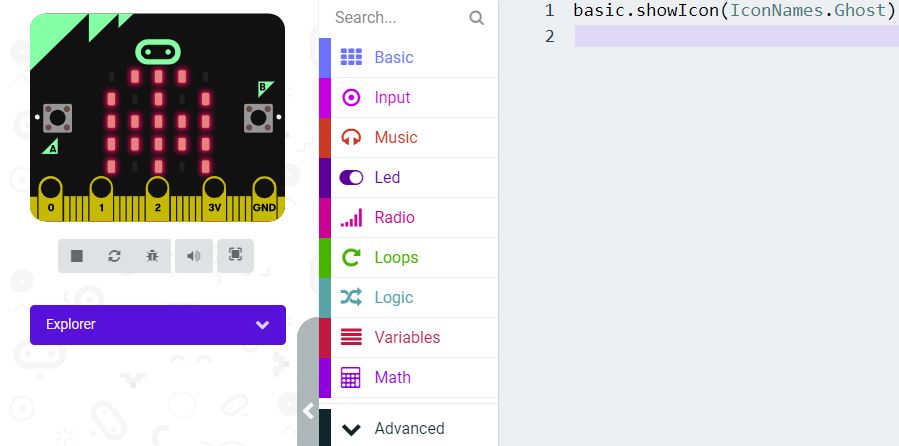 B
A
0 1 2 3V GND
Explorer
Search...
Basic
Input
Music
Led
Radio
Loops
Logic
Variables
Math
Advanced
1 basic.showIcon(IconNames.Ghost)
2